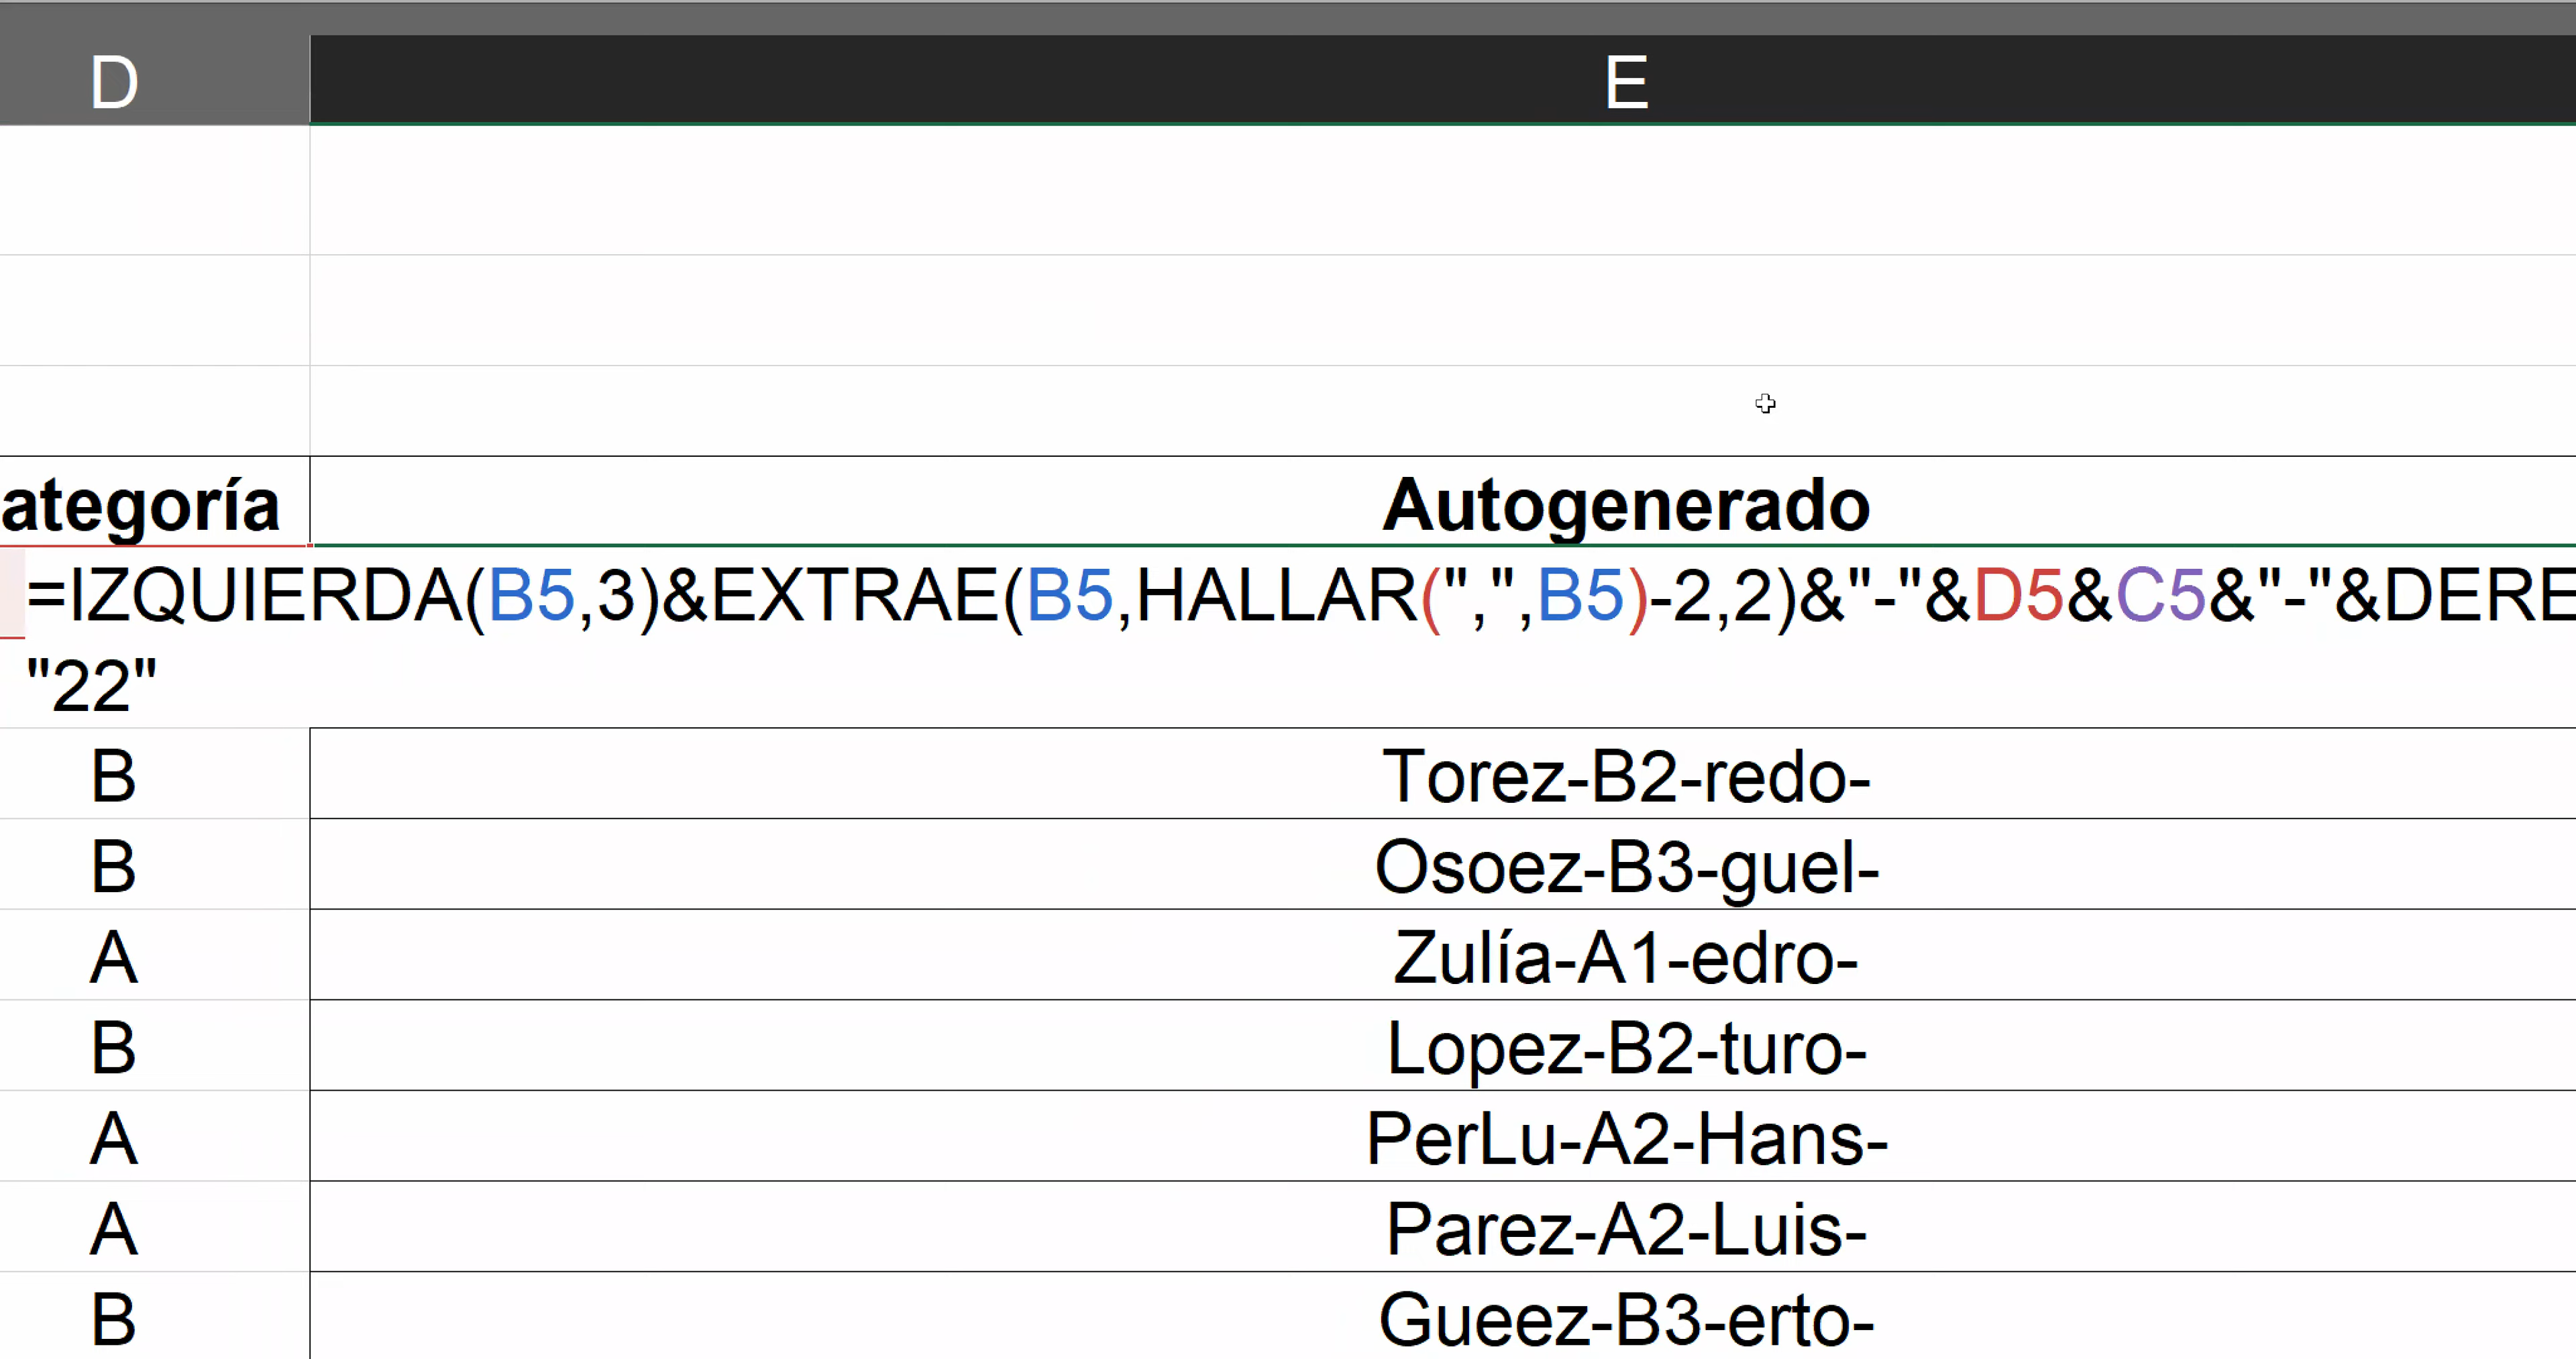 D E
ategoría Autogenerado
=IZQUIERDA(B5,3)&EXTRAE(B5,HALLAR(",",B5)-2,2)&"-"&D5&C5&"-"&DERE
"22"
B Torez-B2-redo-
B Osoez-B3-guel-
A Zulía-A1-edro-
B Lopez-B2-turo-
A PerLu-A2-Hans-
A Parez-A2-Luis-
B Gueez-B3-erto-